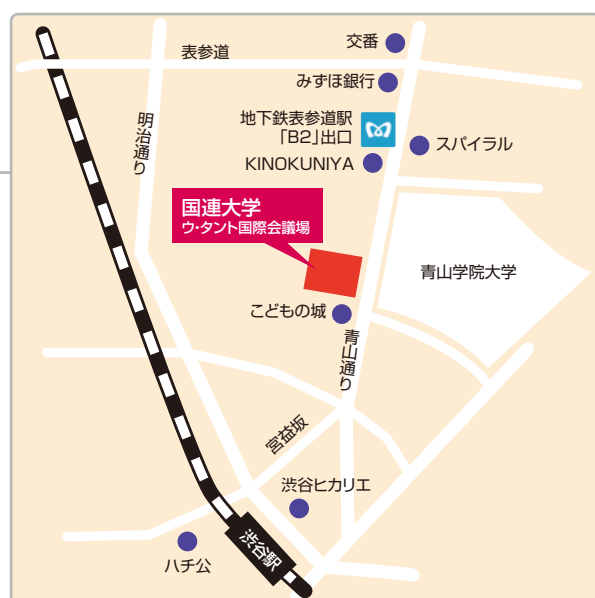 交番
表参道
みずほ銀行
地下鉄表参道駅
「B2」出口
スパイラル
KINOKUNIYA
明治通り
国連大学
ウ・タント国際会議場
青山学院大学
こどもの城
青山通り
宮益坂
渋谷ヒカリエ
渋谷駅
ハチ公